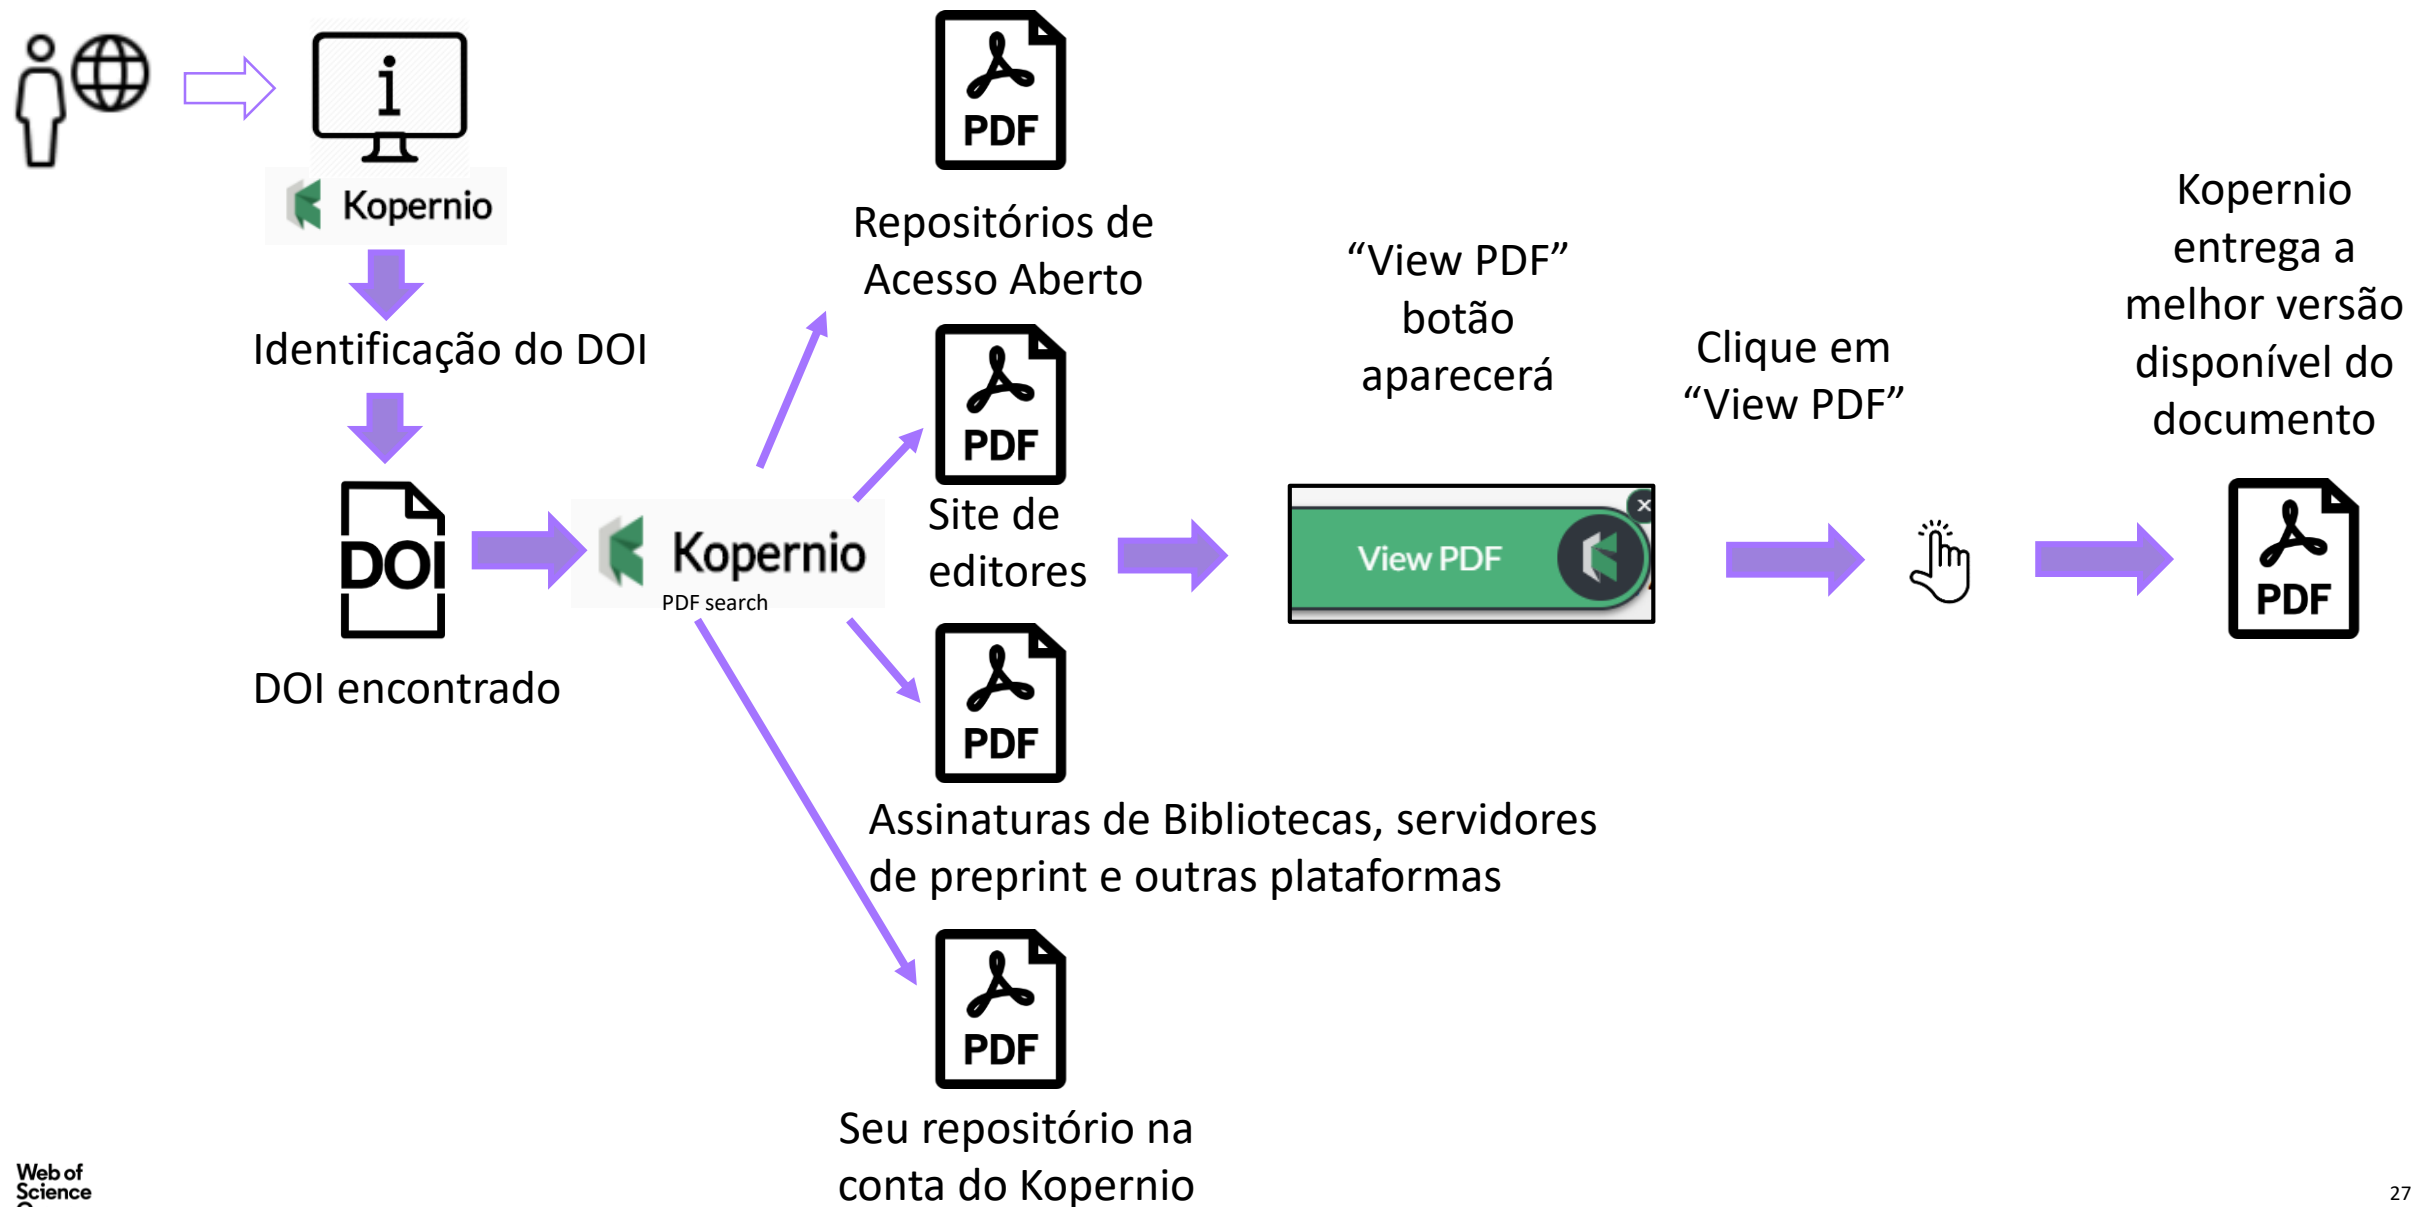 i
Kopernio
Identificação do DOI
DOI
DOI encontrado
Kopernio
PDF search
PDF
Repositórios de
Acesso Aberto
PDF
Site de
editores
PDF
Assinaturas de Bibliotecas, servidores
de preprint e outras plataformas
PDF
Seu repositório na
conta do Kopernio
“View PDF”
botão
aparecerá
View PDF
x
Clique em
“View PDF”
Kopernio
entrega a
melhor versão
disponível do
documento
PDF
Web of
Science
27